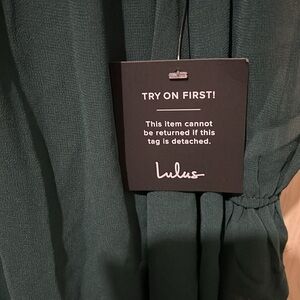 TRY ON FIRST!
This item cannot
be returned if this
tag is detached.
Lulus